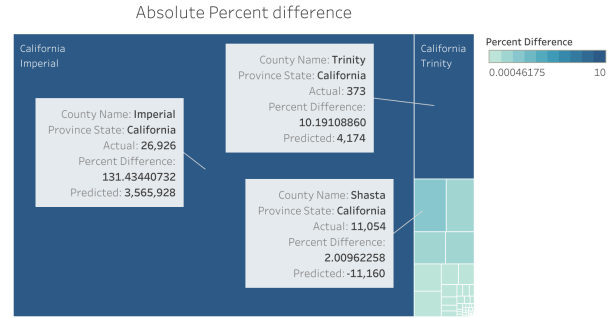 Absolute Percent difference
California
Imperial
County Name: Trinity
Province State: California
Actual: 373
Percent Difference:
10.19108860
Predicted: 4,174
California
Trinity
Percent Difference
0.00046175 10
County Name: Imperial
Province State: California
Actual: 26,926
Percent Difference:
131.43440732
Predicted: 3,565,928
County Name: Shasta
Province State: California
Actual: 11,054
Percent Difference:
2.00962258
Predicted: -11,160